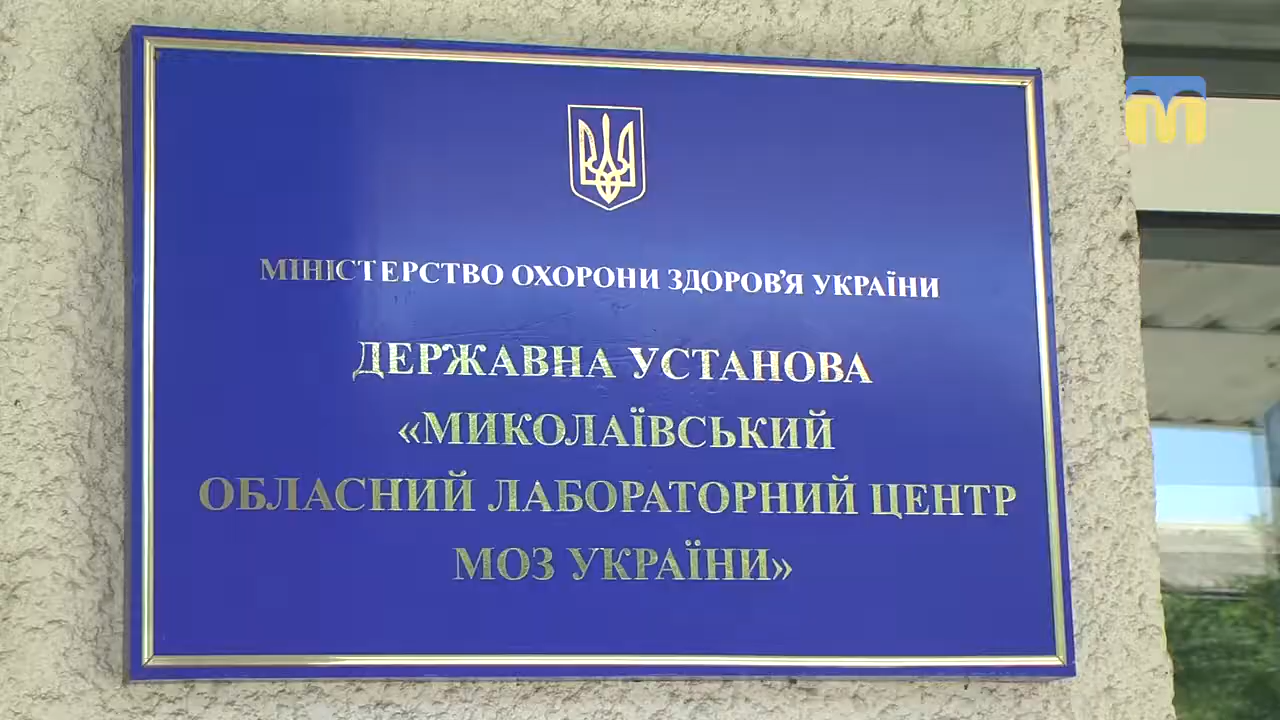 МІНІСТЕРСТВО ОХОРОНИ ЗДОРОВ'Я УКРАЇНИ
ДЕРЖАВНА УСТАНОВА
«МИКОЛАЇВСЬКИЙ
ОБЛАСНИЙ ЛАБОРАТОРНИЙ ЦЕНТР
МОЗ УКРАЇНИ»